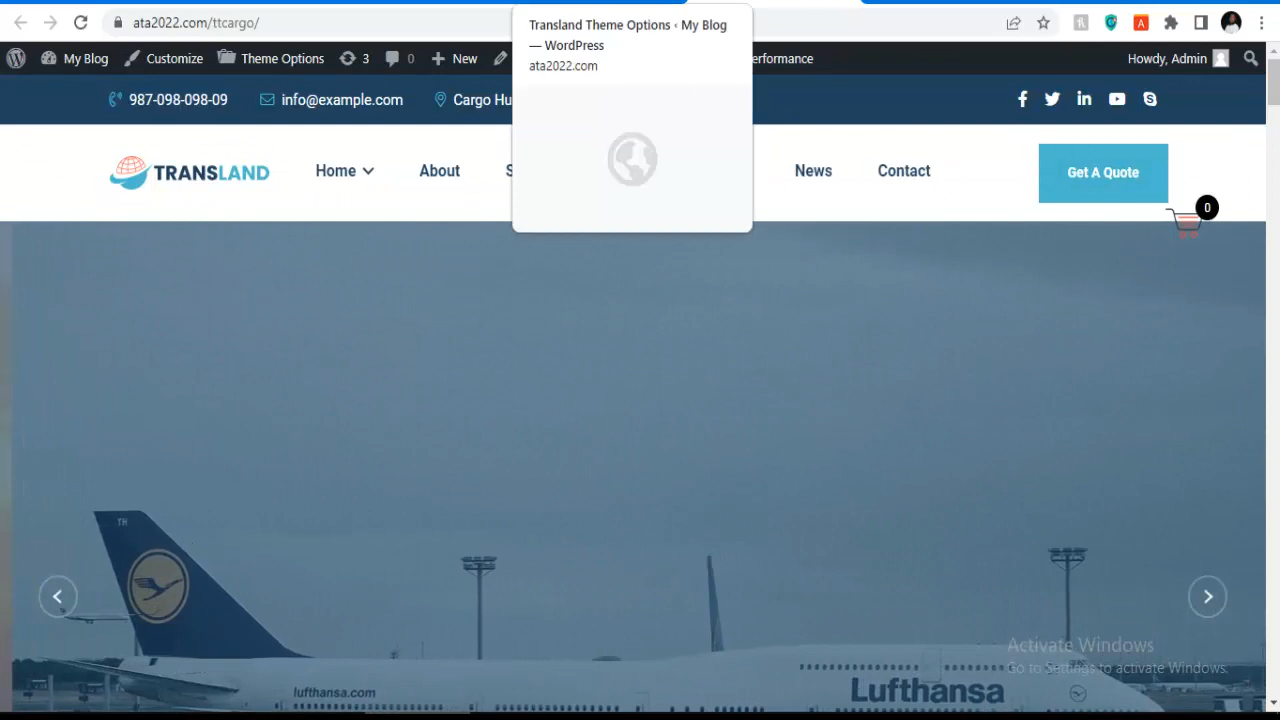 Transland Theme Options ‹ My Blog
— WordPress
ata2022.com
ata2022.com/ttcargo/
My Blog Customize Theme Options 3 0 New erformance Howdy, Admin
987-098-098-09 info@example.com Cargo Hu
TRANSLAND Home About S News Contact Get A Quote
0
TH
Activate Windows
Go to Settings to activate Windows.
lufthansa.com
Lufthansa